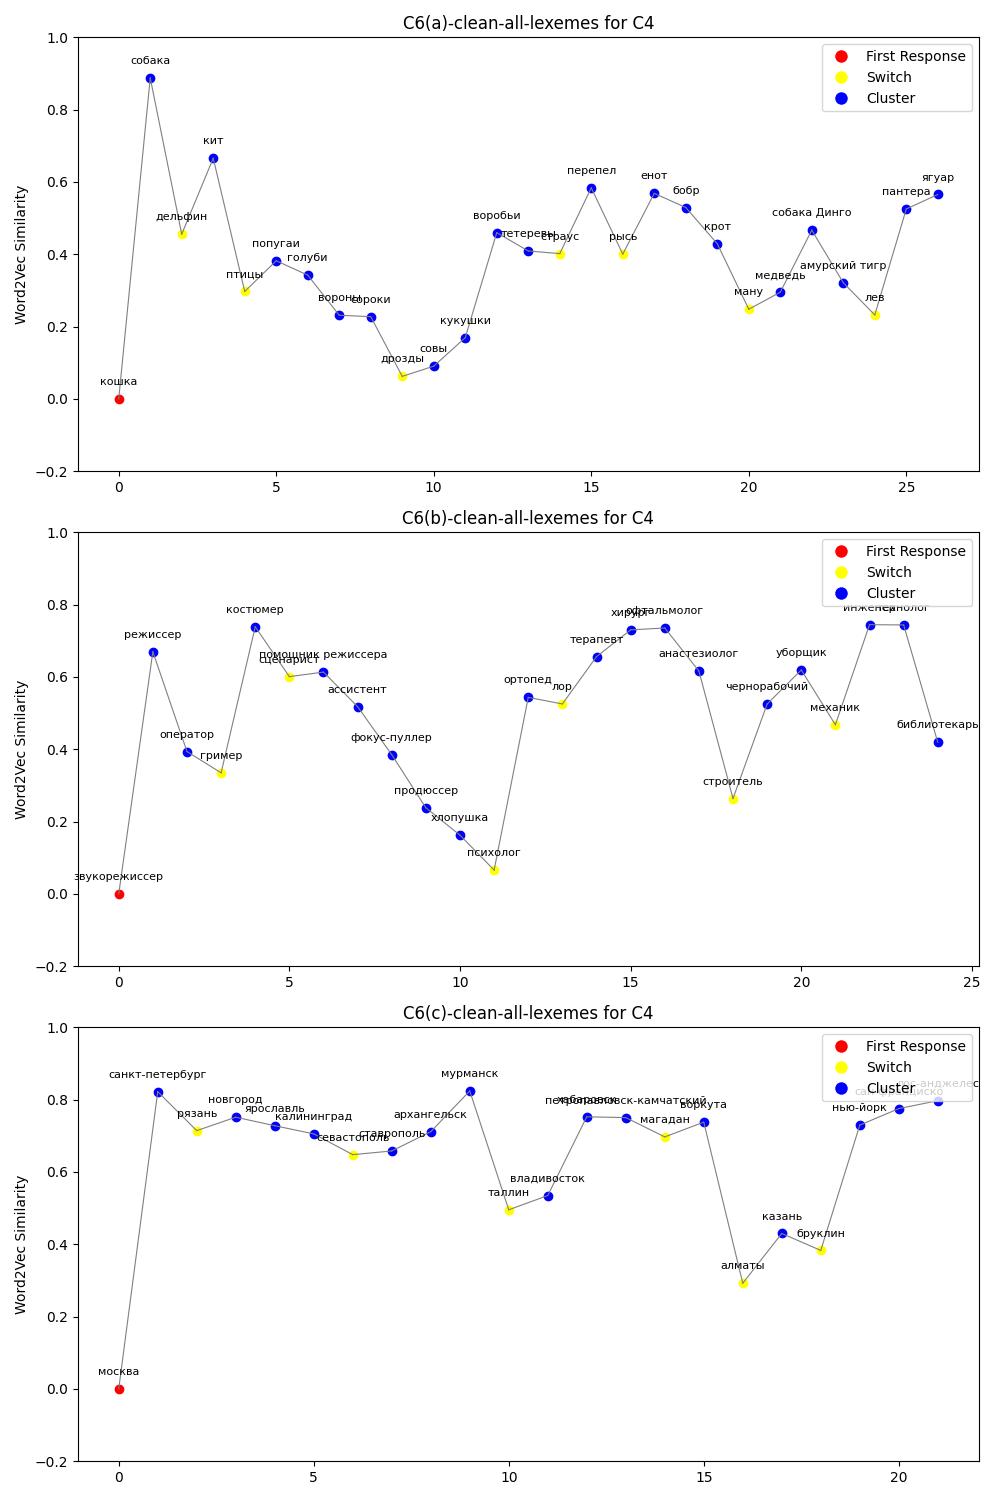 C6(a)-clean-all-lexemes for C4
Word2Vec Similarity
1.0
0.8
0.6
0.4
0.2
0.0
−0.2
First Response
Switch
Cluster
кошка
собака
дельфин
кит
птицы
попугаи
голуби
вороны
сороки
дрозды
совы
кукушки
воробьи
тетеревы
страус
перепел
рысь
енот
бобр
крот
ману
медведь
собака Динго
амурский тигр
лев
пантера
ягуар
0 5 10 15 20 25
C6(b)-clean-all-lexemes for C4
Word2Vec Similarity
1.0
0.8
0.6
0.4
0.2
0.0
−0.2
First Response
Switch
Cluster
звукорежиссер
режиссер
оператор
гример
костюмер
сценарист
помощник режиссера
ассистент
фокус-пуллер
продюссер
хлопушка
психолог
ортопед
лор
терапевт
хирург
офтальмолог
анастезиолог
строитель
чернорабочий
уборщик
механик
инженер
библиотекарь
0 5 10 15 20 25
C6(c)-clean-all-lexemes for C4
Word2Vec Similarity
1.0
0.8
0.6
0.4
0.2
0.0
−0.2
First Response
Switch
Cluster
москва
санкт-петербург
рязань
новгород
ярославль
калининград
севастополь
ставрополь
архангельск
мурманск
таллин
владивосток
хабаровск
петропавловск-камчатский
магадан
воркута
алматы
казань
бруклин
нью-йорк
0 5 10 15 20